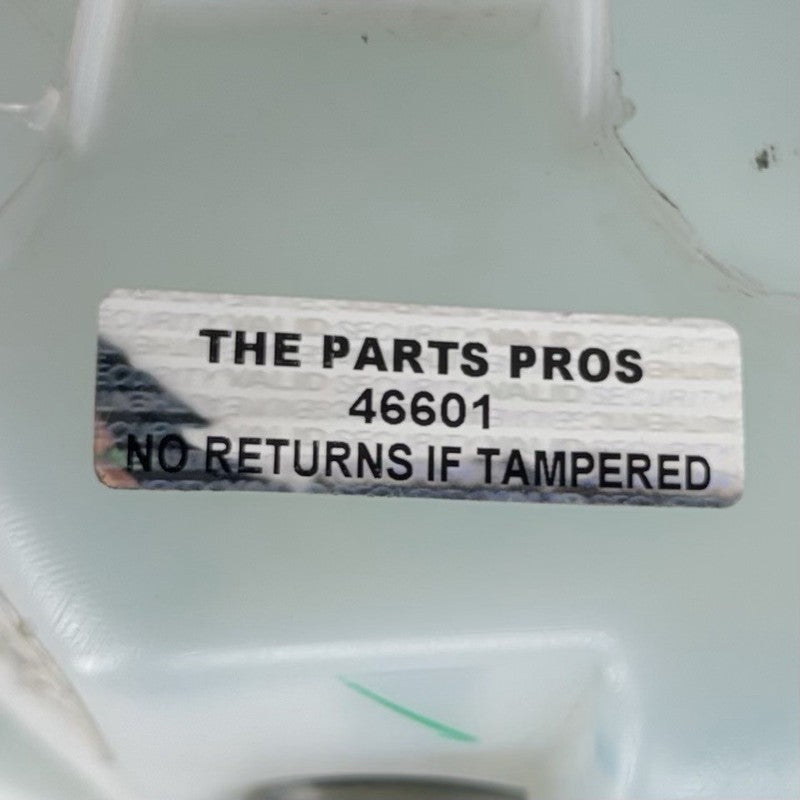 THE PARTS PROS
46601
NO RETURNS IF TAMPERED